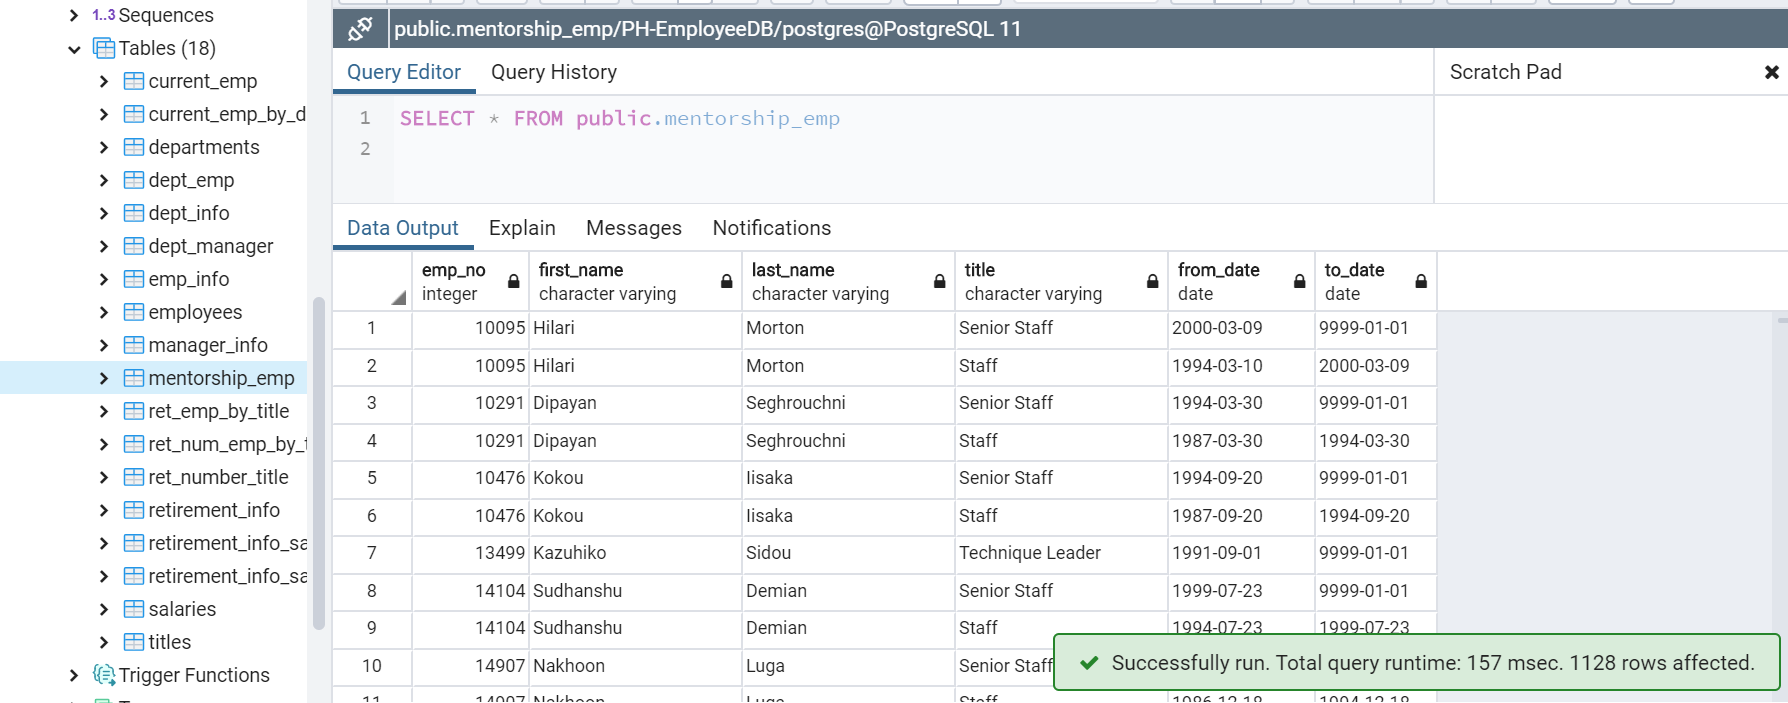 1..3 Sequences
Tables (18)
current_emp
current_emp_by_d
departments
dept_emp
dept_info
dept_manager
emp_info
employees
manager_info
mentorship_emp
ret_emp_by_title
ret_num_emp_by_t
ret_number_title
retirement_info
retirement_info_sa
retirement_info_sa
salaries
titles
Trigger Functions
public.mentorship_emp/PH-EmployeeDB/postgres@PostgreSQL 11
Query Editor Query History
Scratch Pad
1 SELECT * FROM public.mentorship_emp
2
Data Output Explain Messages Notifications
emp_no first_name last_name title from_date to_date
integer character varying character varying character varying date date
1 10095 Hilari Morton Senior Staff 2000-03-09 9999-01-01
2 10095 Hilari Morton Staff 1994-03-10 2000-03-09
3 10291 Dipayan Seghrouchni Senior Staff 1994-03-30 9999-01-01
4 10291 Dipayan Seghrouchni Staff 1987-03-30 1994-03-30
5 10476 Kokou Iisaka Senior Staff 1994-09-20 9999-01-01
6 10476 Kokou Iisaka Staff 1987-09-20 1994-09-20
7 13499 Kazuhiko Sidou Technique Leader 1991-09-01 9999-01-01
8 14104 Sudhanshu Demian Senior Staff 1999-07-23 9999-01-01
9 14104 Sudhanshu Demian Staff 1994-07-23 1999-07-23
10 14907 Nakhoon Luga Senior Staff
11 14907 Nakhoon Luga Staff 1986-12-18 1994-12-18
Successfully run. Total query runtime: 157 msec. 1128 rows affected.